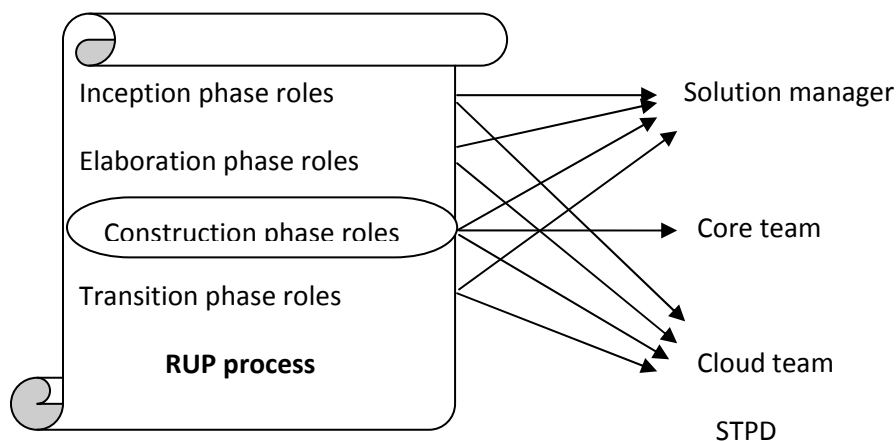 Inception phase roles
Solution manager
Elaboration phase roles
Construction phase roles
Core team
Transition phase roles
RUP process
Cloud team
STPD